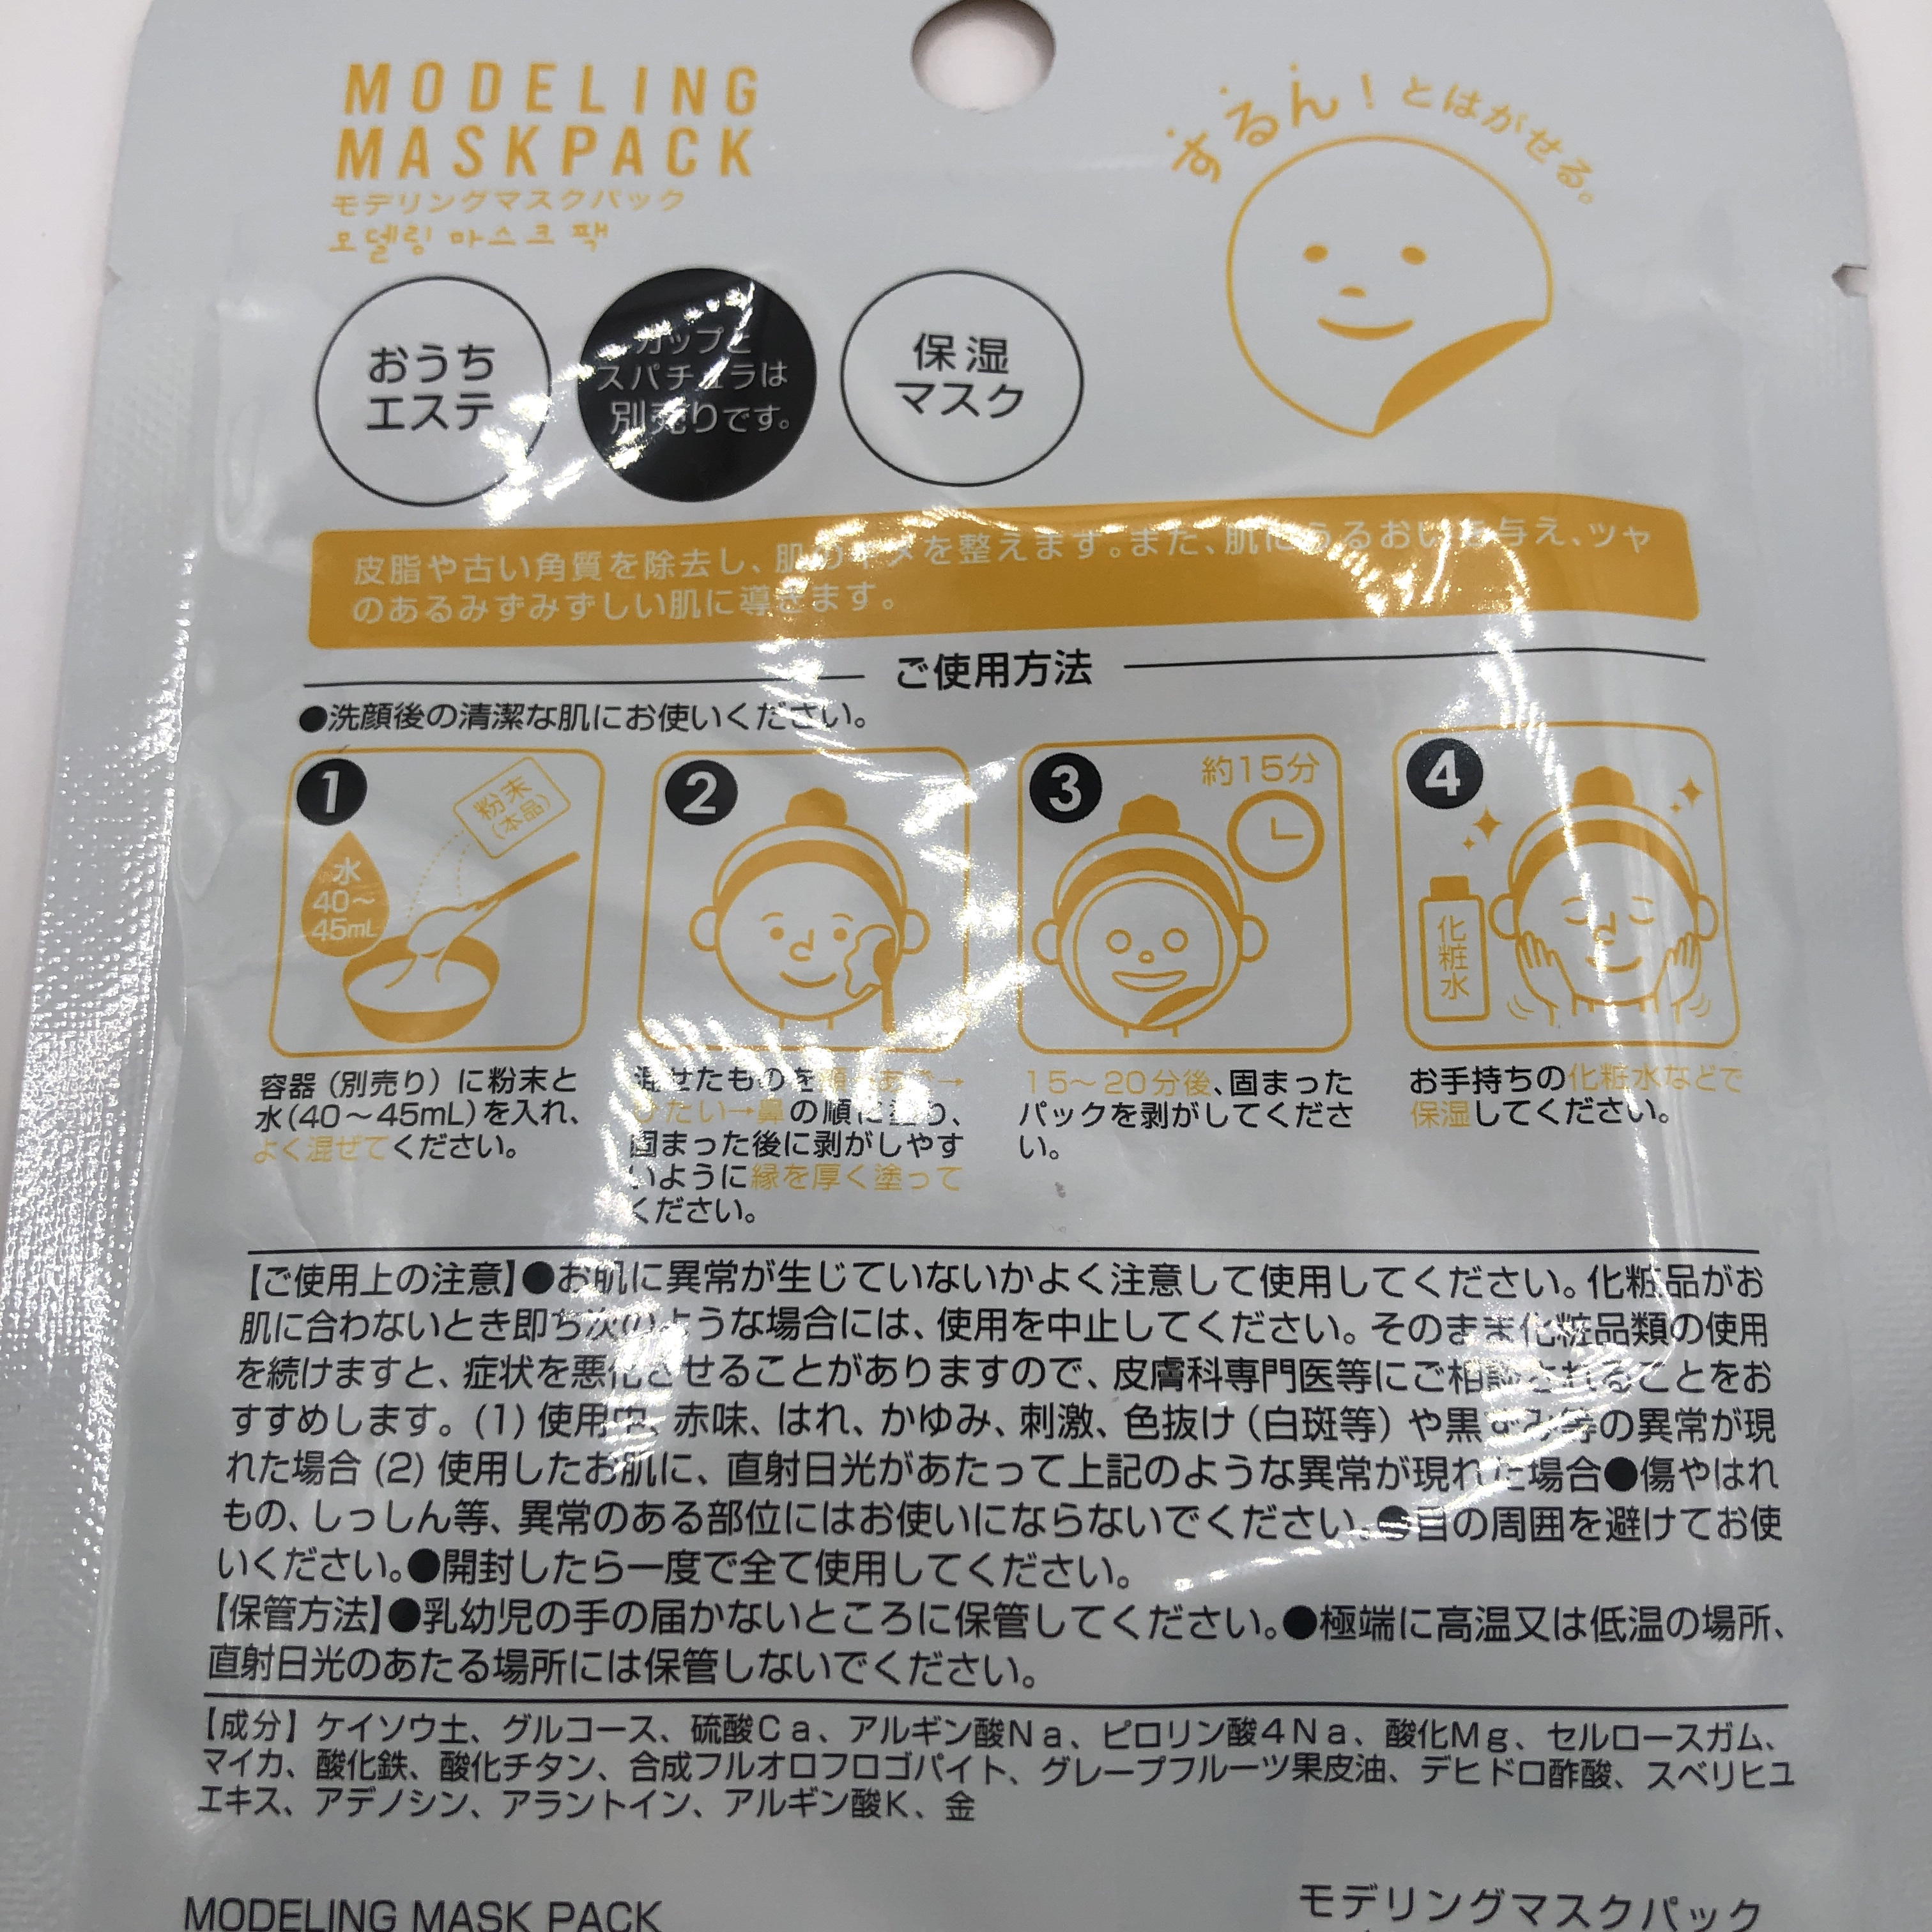 MODELING
MASKPACK
モデリングマスクパック
모델링 마스크 팩
するん！とはがせる。
おうち
エステ
カップと
スパチュラは
別売りです。
保湿
マスク
皮脂や古い角質を除去し、肌のキメを整えます。また、肌にうるおいを与え、ツヤ
のあるみずみずしい肌に導きます。
ご使用方法
●洗顔後の清潔な肌にお使いください。
1
粉末
(本品)
水
40〜
45mL
容器（別売り）に粉末と
水(40〜45mL)を入れ、
よく混ぜてください。
2
混せたものを
ひたい→鼻の順に塗り、
固まった後に剥がしやす
いように縁を厚く塗って
ください。
3
約15分
15〜20分後、固まった
パックを剥がしてくださ
い。
4
化粧水
お手持ちの化粧水などで
保湿してください。
【ご使用上の注意】●お肌に異常が生じていないかよく注意して使用してください。化粧品がお
肌に合わないとき即ち次のような場合には、使用を中止してください。そのまま化粧品類の使用
を続けますと、症状を悪化させることがありますので、皮膚科専門医等にご相談されることをお
すすめします。(1) 使用中、赤味、はれ、かゆみ、刺激、色抜け（白斑等）や黒ずみ等の異常が現
れた場合 (2) 使用したお肌に、直射日光があたって上記のような異常が現れた場合●傷やはれ
もの、しっしん等、異常のある部位にはお使いにならないでください。●目の周囲を避けてお使
いください。●開封したら一度で全て使用してください。
【保管方法】●乳幼児の手の届かないところに保管してください。●極端に高温又は低温の場所、
直射日光のあたる場所には保管しないでください。
【成分】ケイソウ土、グルコース、硫酸Ｃａ、アルギン酸Ｎａ、ピロリン酸４Ｎａ、酸化Ｍｇ、セルロースガム、
マイカ、酸化鉄、酸化チタン、合成フルオロフロゴパイト、グレープフルーツ果皮油、デヒドロ酢酸、スベリヒユ
エキス、アデノシン、アラントイン、アルギン酸Ｋ、金
MODELING MASK PACK
モデリングマスクパック